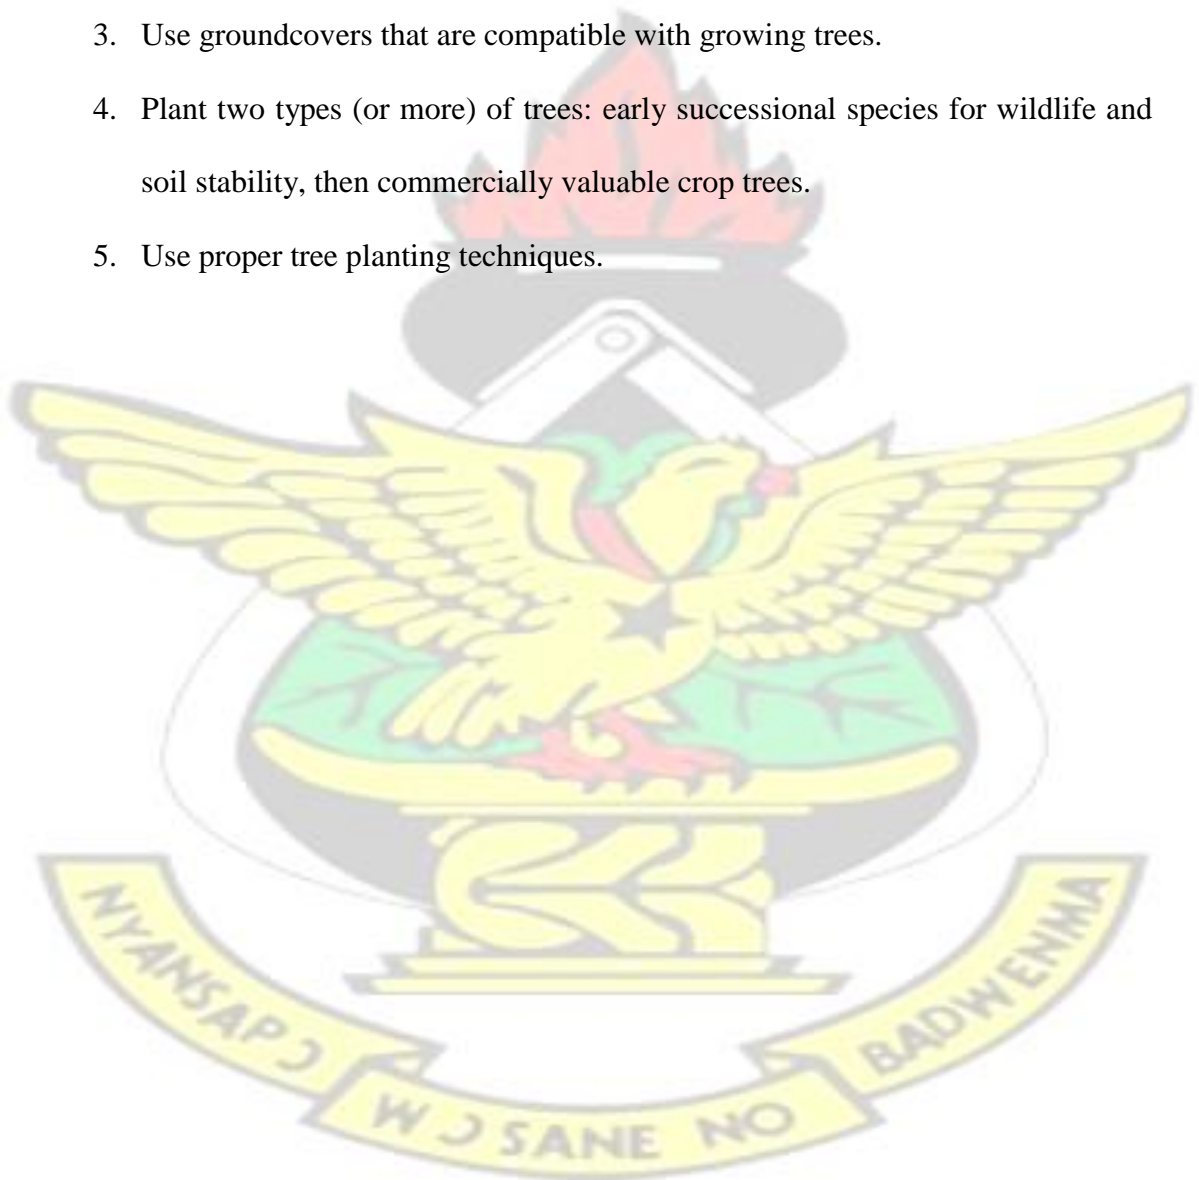 3. Use groundcovers that are compatible with growing trees.
4. Plant two types (or more) of trees: early successional species for wildlife and
soil stability, then commercially valuable crop trees.
5. Use proper tree planting techniques.
NYANSAPƆ
WƆSANE NO
BADWENMA